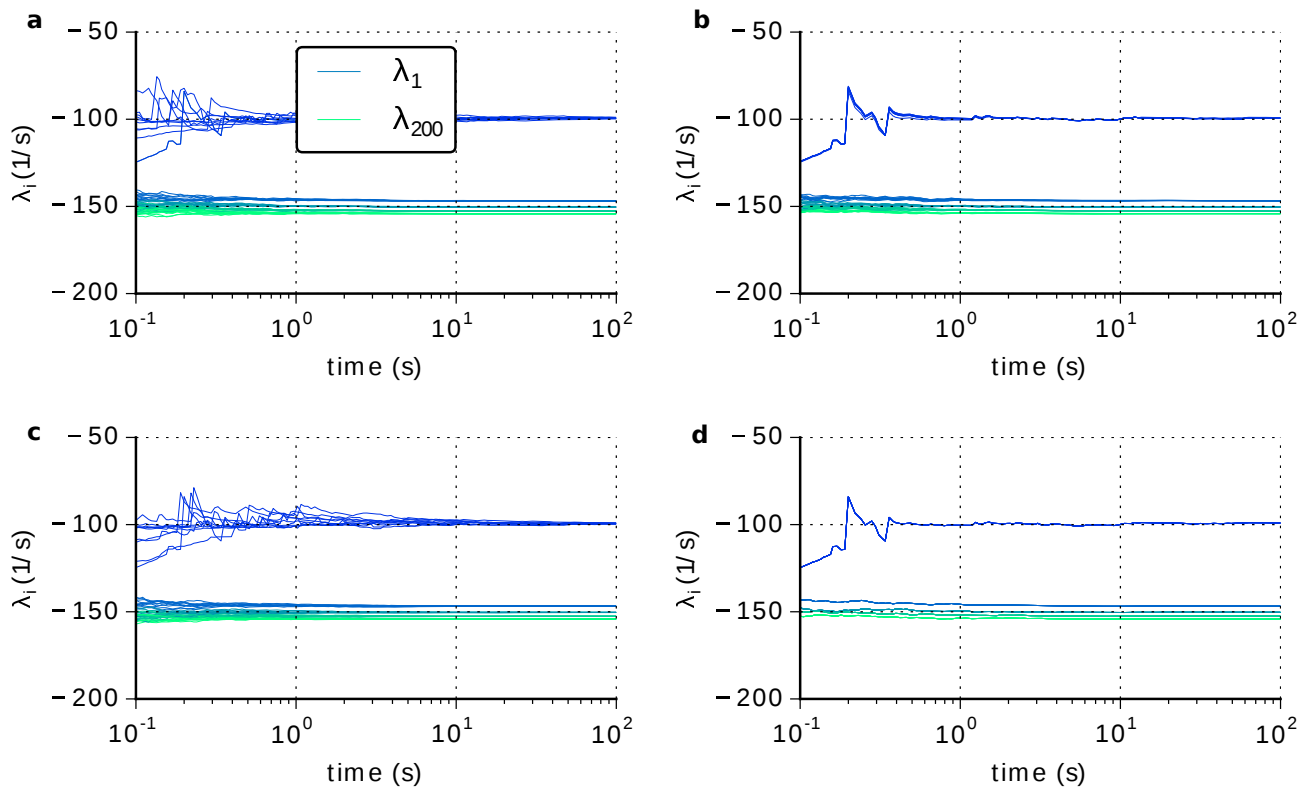 a
−50
−100
−150
−200
λ₁
λ₂₀₀
λᵢ (1/s)
10⁻¹ 10⁰ 10¹ 10²
time (s)
b
−50
−100
−150
−200
λᵢ (1/s)
10⁻¹ 10⁰ 10¹ 10²
time (s)
c
−50
−100
−150
−200
λᵢ (1/s)
10⁻¹ 10⁰ 10¹ 10²
time (s)
d
−50
−100
−150
−200
λᵢ (1/s)
10⁻¹ 10⁰ 10¹ 10²
time (s)